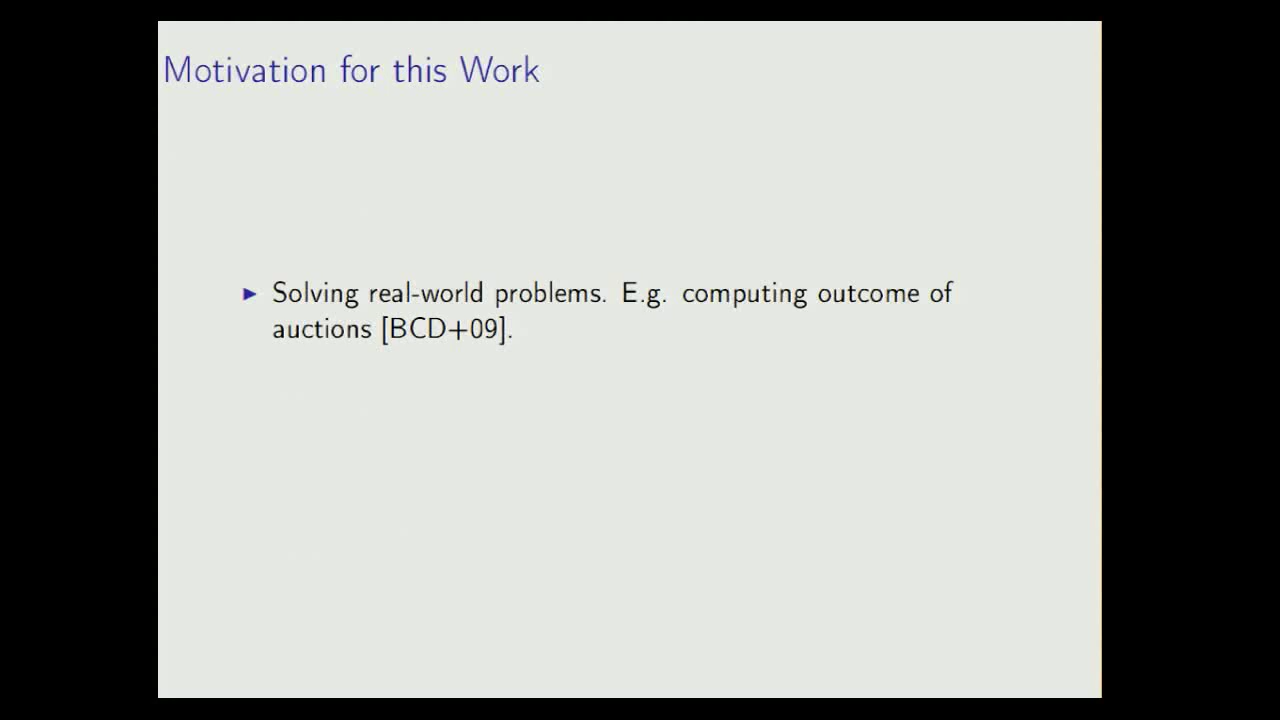 Motivation for this Work
▶ Solving real-world problems. E.g. computing outcome of
auctions [BCD+09].